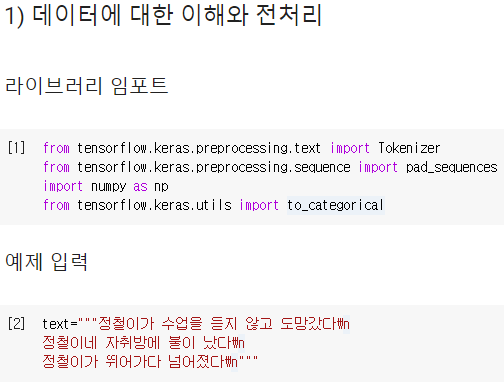 1) 데이터에 대한 이해와 전처리
라이브러리 임포트
[1] from tensorflow.keras.preprocessing.text import Tokenizer
from tensorflow.keras.preprocessing.sequence import pad_sequences
import numpy as np
from tensorflow.keras.utils import to_categorical
예제 입력
[2] text="""정철이가 수업을 듣지 않고 도망갔다₩n
정철이네 자취방에 불이 났다₩n
정철이가 뛰어가다 넘어졌다₩n"""